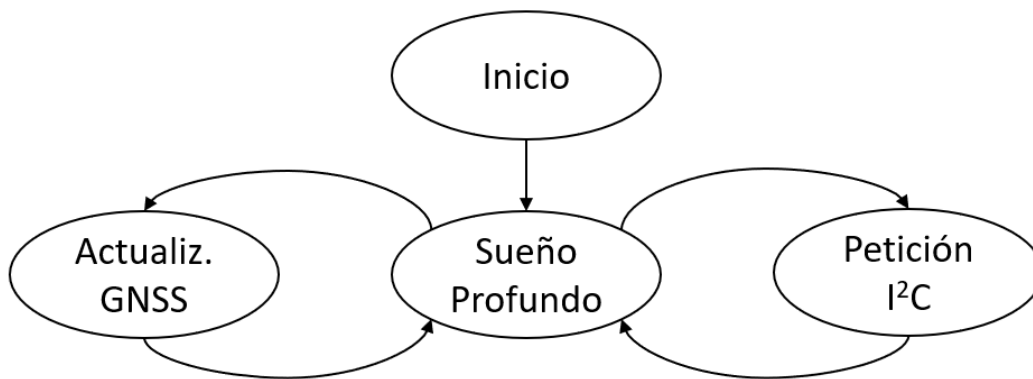 Inicio
Actualiz.
GNSS
Sueño
Profundo
Petición
I²C